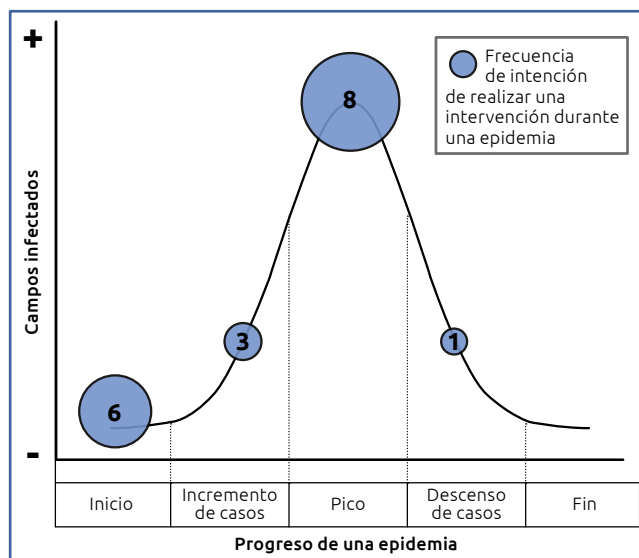 +
Frecuencia
de intención
de realizar una
intervención durante
una epidemia
8
Campos infectados
3
1
6
-
Inicio
Incremento
de casos
Pico
Descenso
de casos
Fin
Progreso de una epidemia